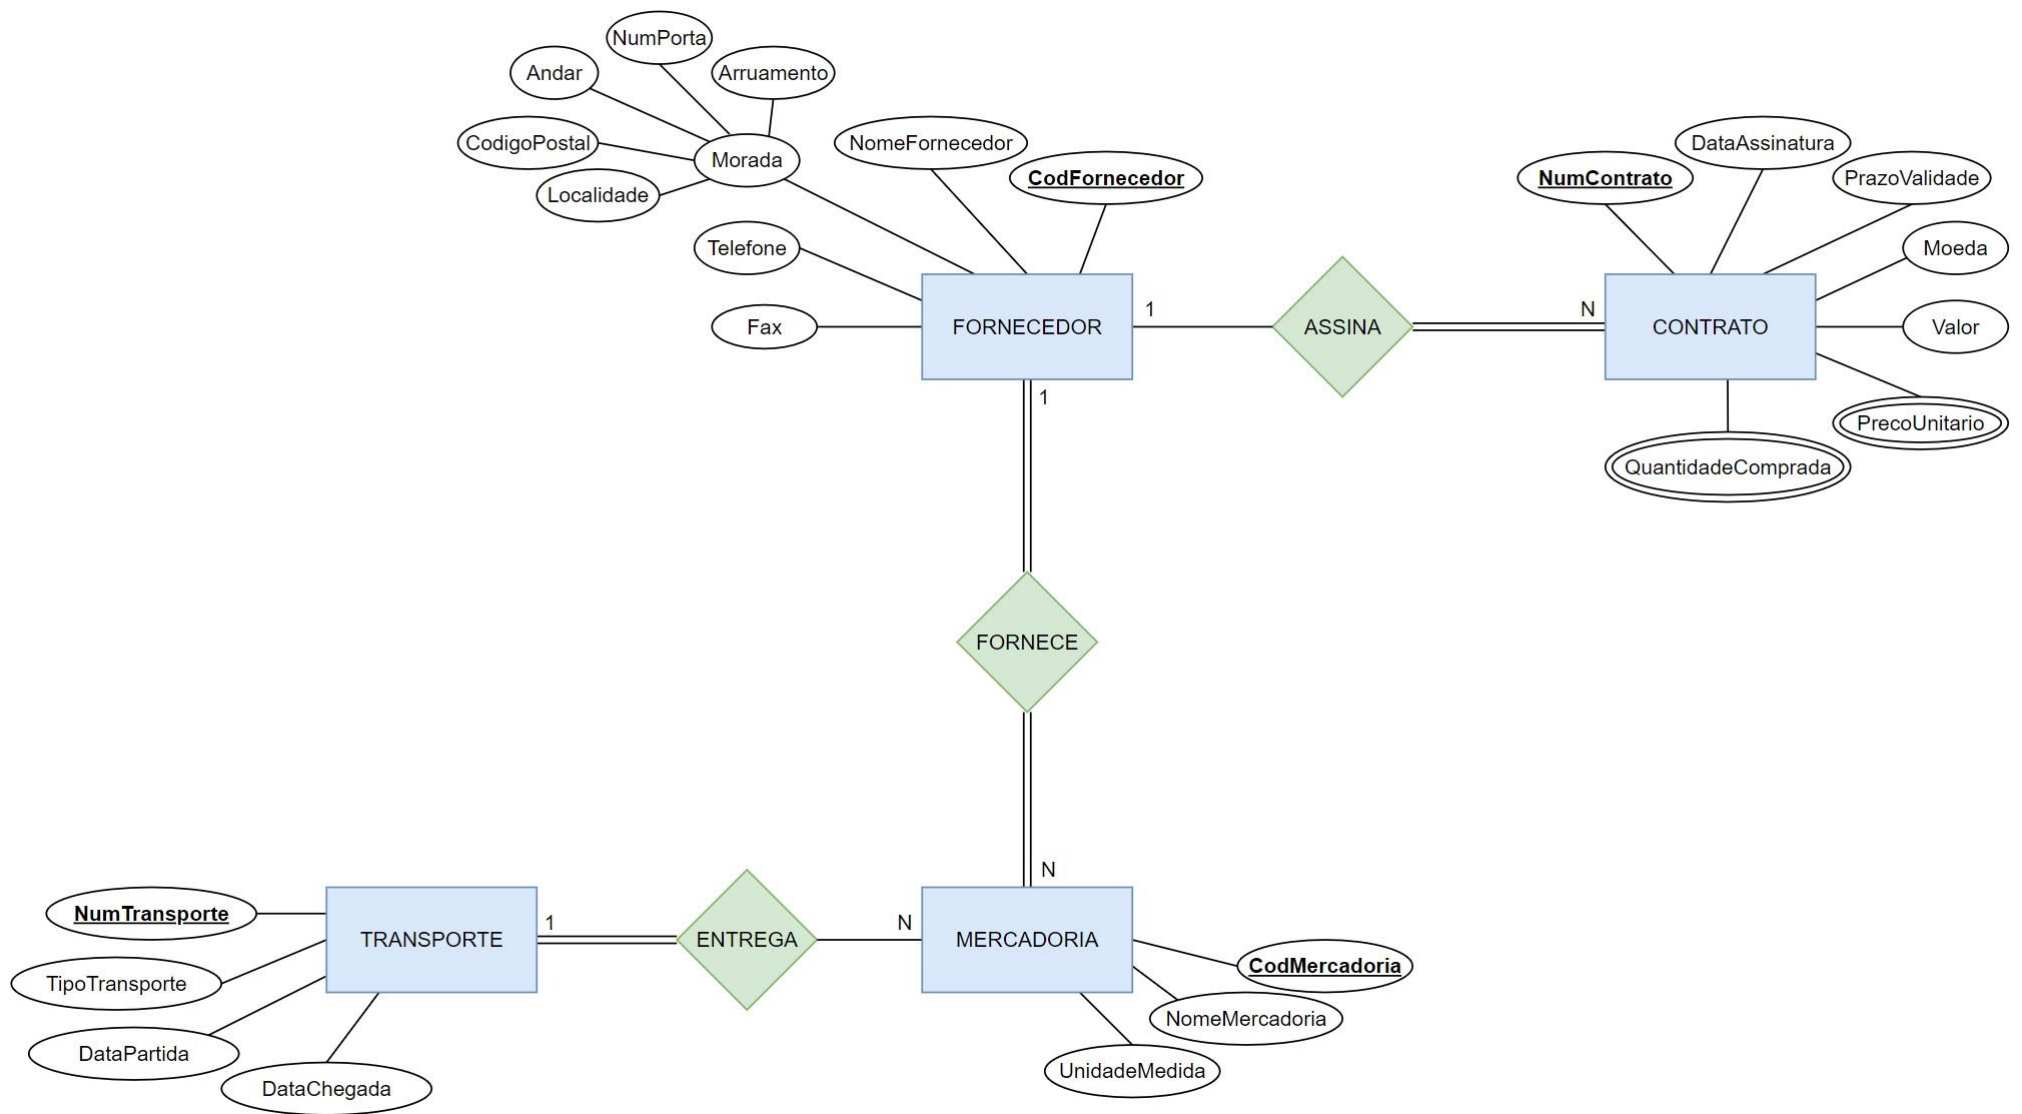 NumPorta
Andar
Arruamento
CodigoPostal
Morada
NomeFornecedor
DataAssinatura
Localidade
CodFornecedor
NumContrato
PrazoValidade
Telefone
Moeda
Fax
FORNECEDOR
1
ASSINA
N
CONTRATO
Valor
1
PrecoUnitario
QuantidadeComprada
FORNECE
N
NumTransporte
TRANSPORTE
1
ENTREGA
N
MERCADORIA
CodMercadoria
TipoTransporte
NomeMercadoria
DataPartida
UnidadeMedida
DataChegada